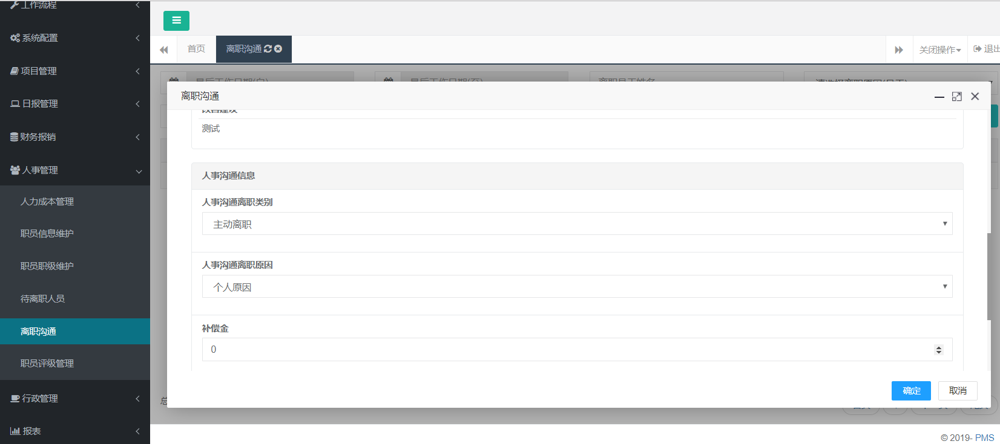 工作流程
系统配置
项目管理
日报管理
财务报销
人事管理
人力成本管理
职员信息维护
职员职级维护
待离职人员
离职沟通
职员评级管理
行政管理
报表
首页
离职沟通
关闭操作
退出
离职沟通
改善建议
测试
人事沟通信息
人事沟通离职类别
主动离职
人事沟通离职原因
个人原因
补偿金
0
确定
取消
© 2019- PMS